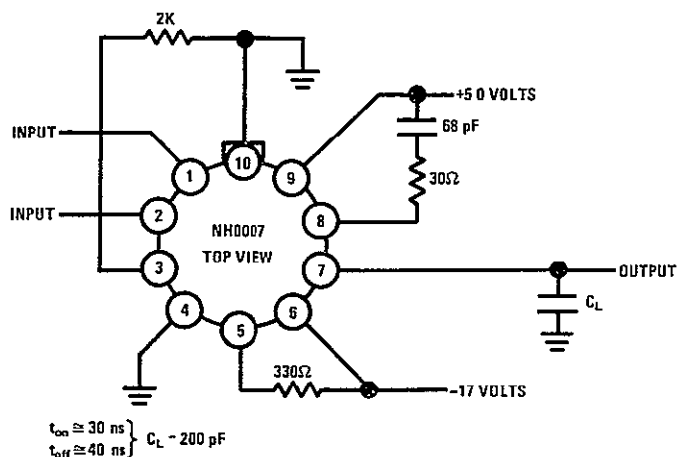 2K
+5 0 VOLTS
INPUT
68 pF
10
1
9
30Ω
INPUT
2
NH0007
8
TOP VIEW
3
7
OUTPUT
4
6
5
C_L
330Ω
-17 VOLTS
t_on ≅ 30 ns
t_off ≅ 40 ns } C_L - 200 pF